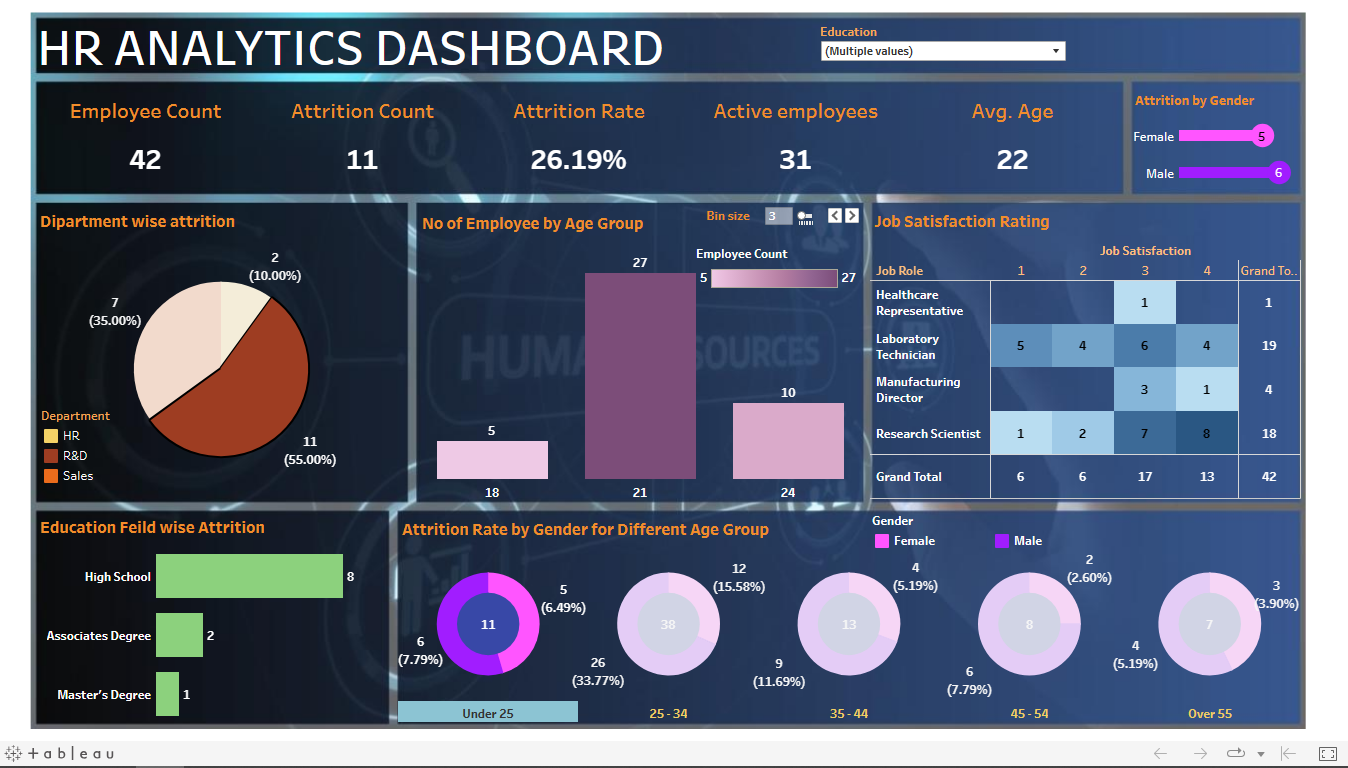 HR ANALYTICS DASHBOARD
Education
(Multiple values)
Employee Count
42
Attrition Count
11
Attrition Rate
26.19%
Active employees
31
Avg. Age
22
Attrition by Gender
Female 5
Male 6
Dipartment wise attrition
2
(10.00%)
7
(35.00%)
11
(55.00%)
Department
HR
R&D
Sales
No of Employee by Age Group
Bin size 3
Employee Count
5 27
27
10
5
18 21 24
HUMAN RESOURCES
Job Satisfaction Rating
Job Satisfaction
Job Role 1 2 3 4 Grand To..
Healthcare
Representative 1 1
Laboratory
Technician 5 4 6 4 19
Manufacturing
Director 3 1 4
Research Scientist 1 2 7 8 18
Grand Total 6 6 17 13 42
Education Feild wise Attrition
High School 8
Associates Degree 2
Master's Degree 1
Attrition Rate by Gender for Different Age Group
Gender
Female Male
5
(6.49%)
11
6
(7.79%)
12
(15.58%)
38
26
(33.77%)
4
(5.19%)
13
9
(11.69%)
2
(2.60%)
8
6
(7.79%)
3
(3.90%)
7
4
(5.19%)
Under 25 25 - 34 35 - 44 45 - 54 Over 55
+ableau